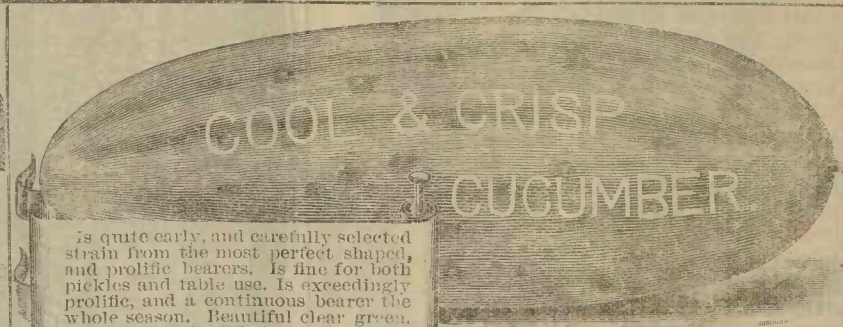 COOL & CRISP
CUCUMBER.
Is quite early, and carefully selected
strain from the most perfect shaped,
and prolific bearers. Is fine for both
pickles and table use. Is exceedingly
prolific, and a continuous bearer the
whole season. Beautiful clear green.